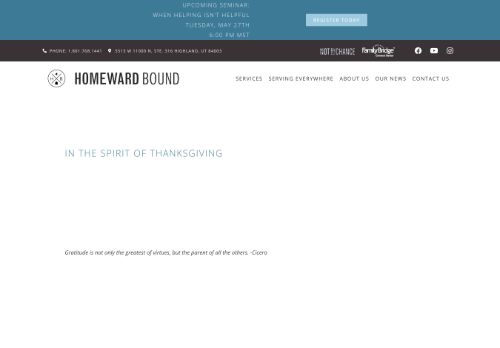 UPCOMING SEMINAR:
WHEN HELPING ISN'T HELPFUL
TUESDAY, MAY 27TH
6:00 PM MST
REGISTER TODAY
PHONE: 1.801.768.1441
5513 W 11000 N, STE. 316 HIGHLAND, UT 84003
NOT BY CHANCE
FamilyBridge
HOMEWARD BOUND
SERVICES SERVING EVERYWHERE ABOUT US OUR NEWS CONTACT US
IN THE SPIRIT OF THANKSGIVING
Gratitude is not only the greatest of virtues, but the parent of all the others. -Cicero